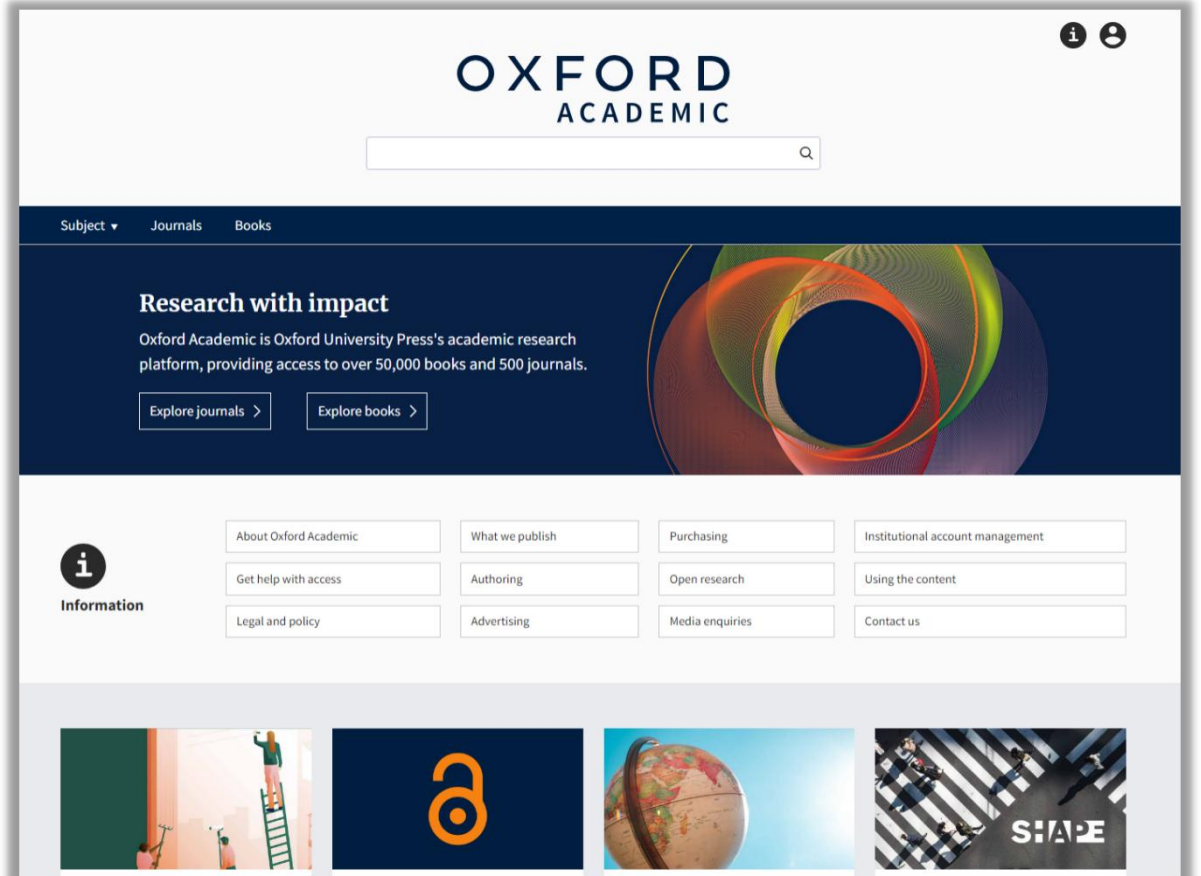 OXFORD
ACADEMIC
Subject ▾ Journals Books
Research with impact
Oxford Academic is Oxford University Press's academic research
platform, providing access to over 50,000 books and 500 journals.
Explore journals > Explore books >
Information
About Oxford Academic What we publish Purchasing Institutional account management
Get help with access Authoring Open research Using the content
Legal and policy Advertising Media enquiries Contact us
SHAPE